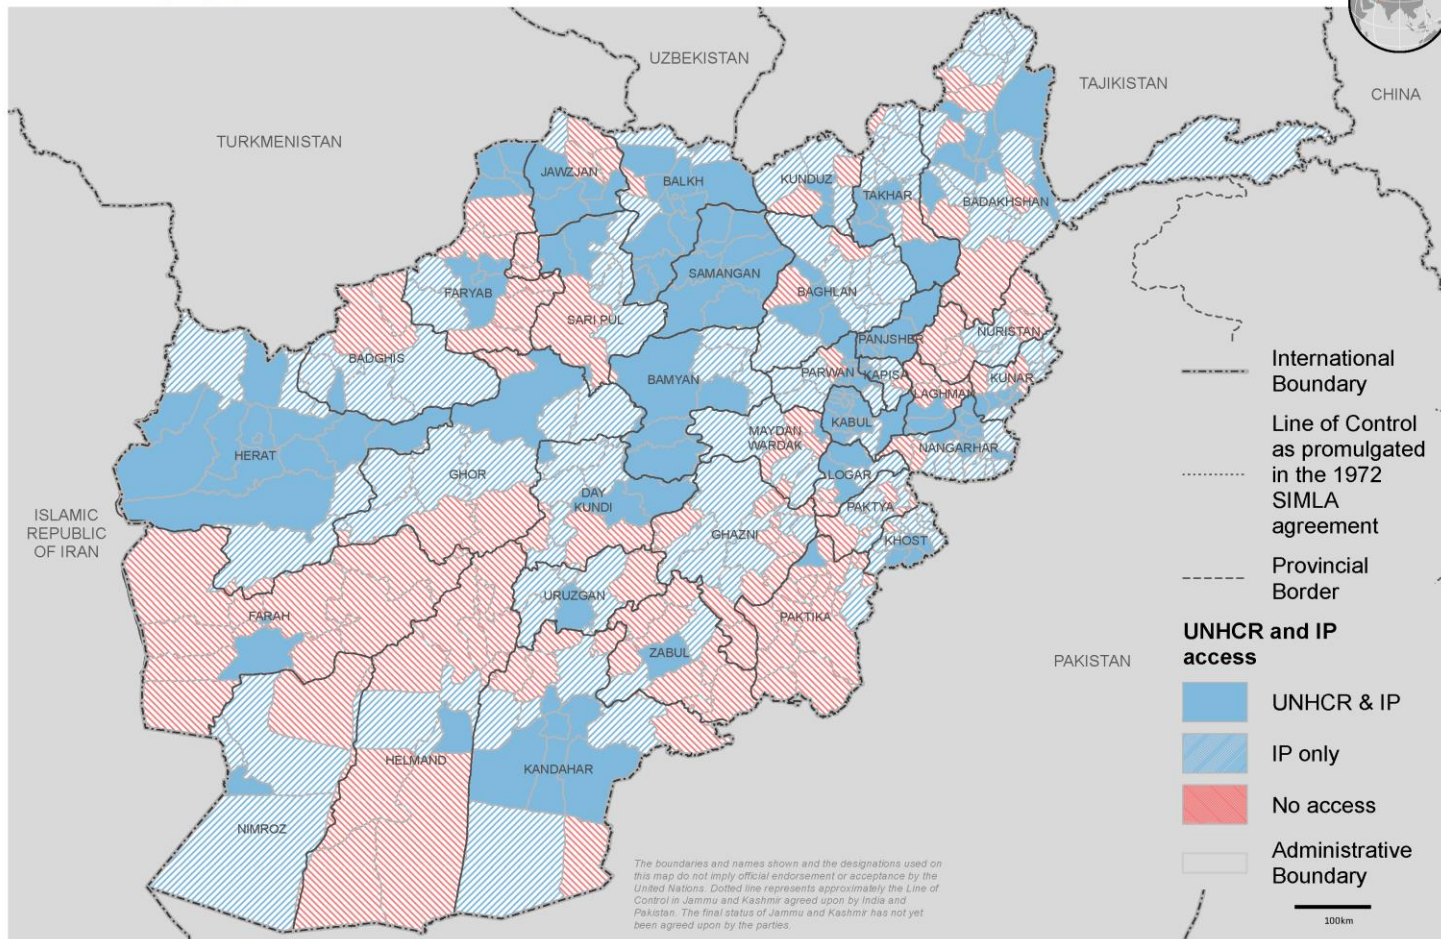 UZBEKISTAN
TAJIKISTAN
CHINA
TURKMENISTAN
JAWZJAN
BALKH
KUNDUZ
TAKHAR
BADAKHSHAN
SAMANGAN
FARYAB
BAGHLAN
SARI PUL
NURISTAN
PANJSHER
BADGHIS
PARWAN
KAPISA
KUNAR
BAMYAN
LAGHMAN
KABUL
MAYDAN
WARDAK
NANGARHAR
HERAT
GHOR
LOGAR
DAY
KUNDI
PAKTYA
GHAZNI
KHOST
ISLAMIC
REPUBLIC
OF IRAN
URUZGAN
FARAH
PAKTIKA
ZABUL
PAKISTAN
HELMAND
KANDAHAR
NIMROZ
International
Boundary
Line of Control
as promulgated
in the 1972
SIMLA
agreement
Provincial
Border
UNHCR and IP
access
UNHCR & IP
IP only
No access
Administrative
Boundary
100km
The boundaries and names shown and the designations used on
this map do not imply official endorsement or acceptance by the
United Nations. Dotted line represents approximately the Line of
Control in Jammu and Kashmir agreed upon by India and
Pakistan. The final status of Jammu and Kashmir has not yet
been agreed upon by the parties.